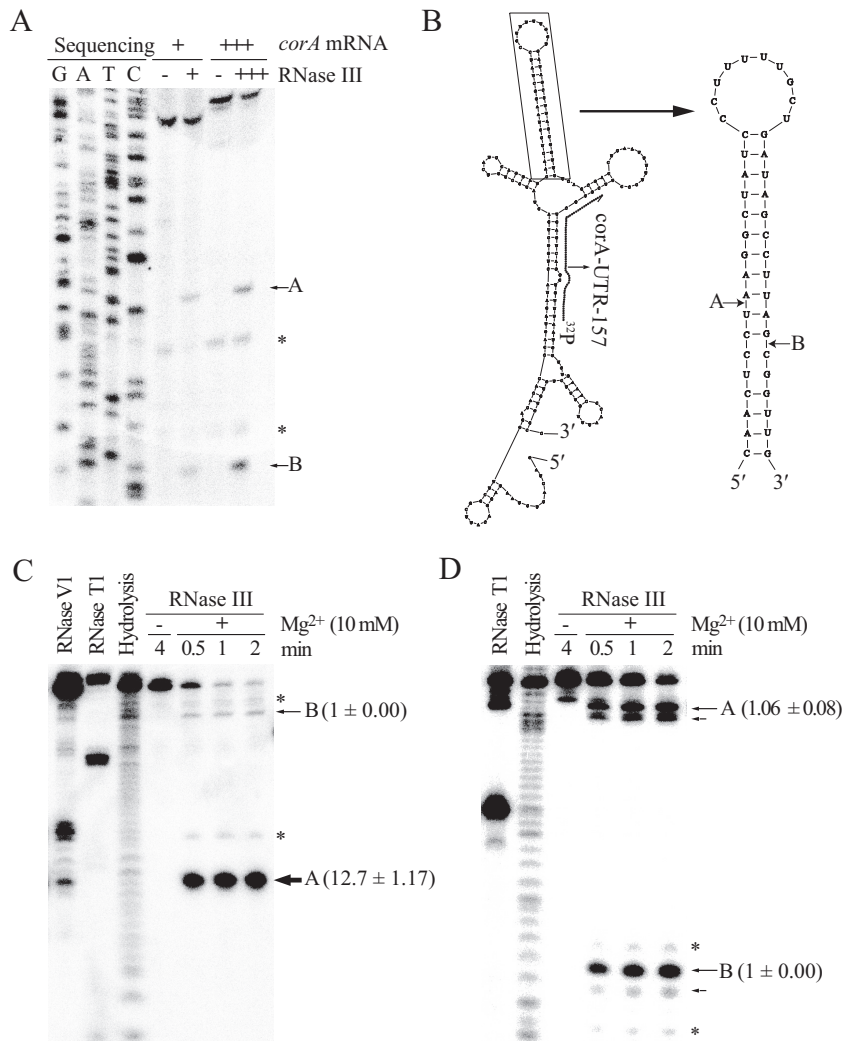 A
Sequencing + +++ corA mRNA
G A T C - + - +++ RNase III
A
*
*
B
B
corA-UTR-157
32P
3′
5′
C C U U U U U U G C U
C U A U C G G A A U C C U C A A C
G A U A G C C U U A G C G G U U G
A
B
5′ 3′
C
RNase V1
RNase T1
Hydrolysis
RNase III
- + Mg2+ (10 mM)
4 0.5 1 2 min
*
B (1 ± 0.00)
*
A (12.7 ± 1.17)
D
RNase T1
Hydrolysis
RNase III
- + Mg2+ (10 mM)
4 0.5 1 2 min
A (1.06 ± 0.08)
*
B (1 ± 0.00)
*